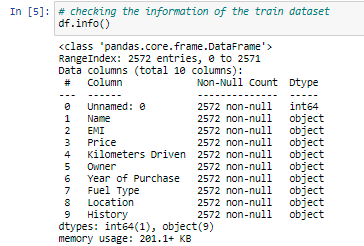 In [5]: # checking the information of the train dataset
df.info()
<class 'pandas.core.frame.DataFrame'>
RangeIndex: 2572 entries, 0 to 2571
Data columns (total 10 columns):
 #   Column             Non-Null Count  Dtype
---  ------             --------------  -----
 0   Unnamed: 0         2572 non-null   int64
 1   Name               2572 non-null   object
 2   EMI                2572 non-null   object
 3   Price              2572 non-null   object
 4   Kilometers Driven  2572 non-null   object
 5   Owner              2572 non-null   object
 6   Year of Purchase   2572 non-null   object
 7   Fuel Type          2572 non-null   object
 8   Location           2572 non-null   object
 9   History            2572 non-null   object
dtypes: int64(1), object(9)
memory usage: 201.1+ KB